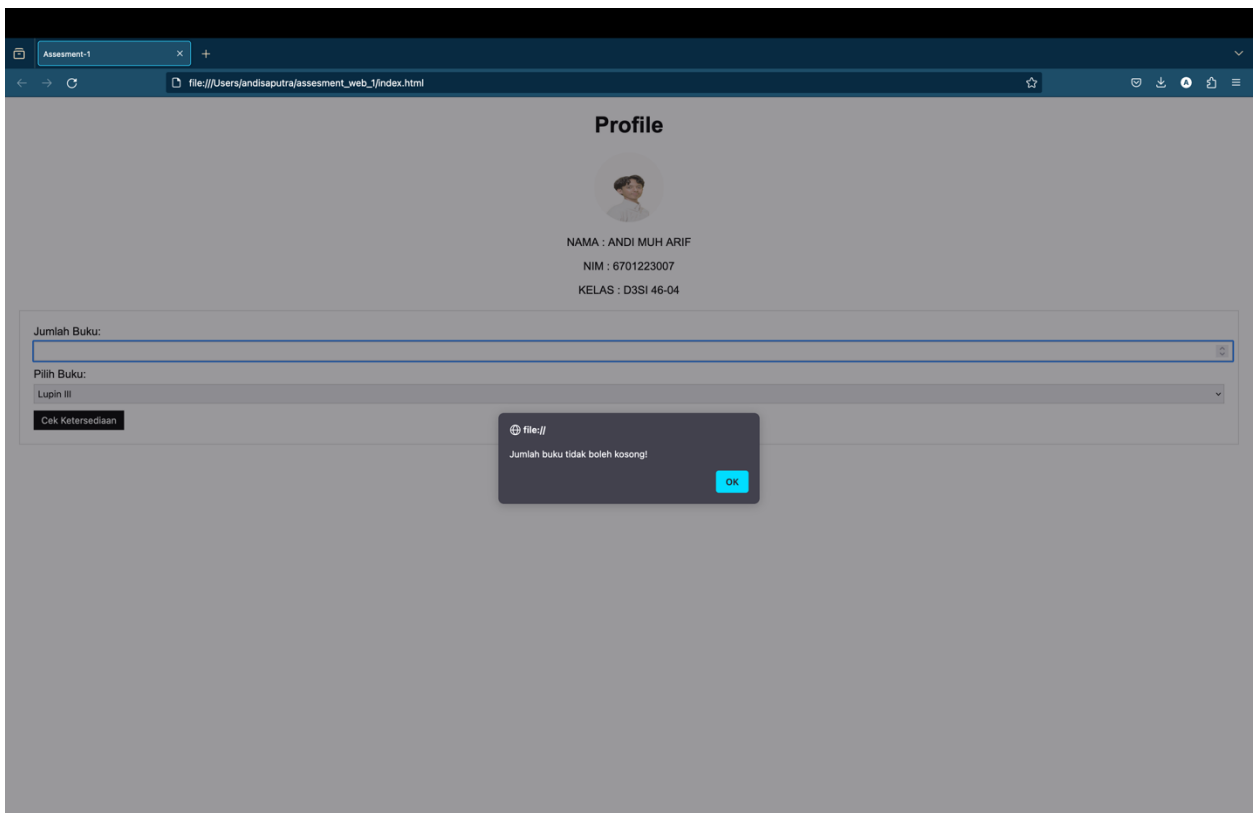 Assesment-1
file:///Users/andisaputra/assesment_web_1/index.html
A
Profile
NAMA : ANDI MUH ARIF
NIM : 6701223007
KELAS : D3SI 46-04
Jumlah Buku:
Pilih Buku:
Lupin III
Cek Ketersediaan
file://
Jumlah buku tidak boleh kosong!
OK